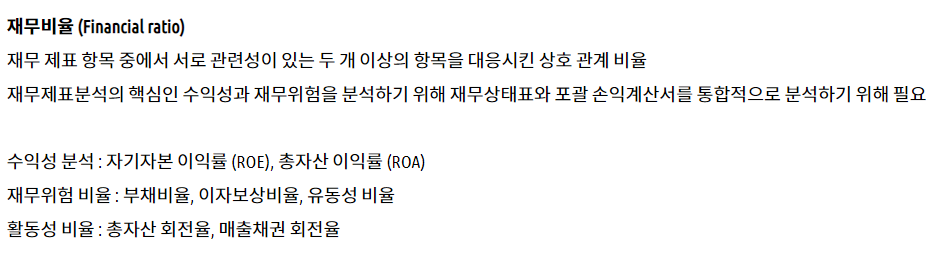 재무비율 (Financial ratio)
재무 제표 항목 중에서 서로 관련성이 있는 두 개 이상의 항목을 대응시킨 상호 관계 비율
재무제표분석의 핵심인 수익성과 재무위험을 분석하기 위해 재무상태표와 포괄 손익계산서를 통합적으로 분석하기 위해 필요
수익성 분석 : 자기자본 이익률 (ROE), 총자산 이익률 (ROA)
재무위험 비율 : 부채비율, 이자보상비율, 유동성 비율
활동성 비율 : 총자산 회전율, 매출채권 회전율